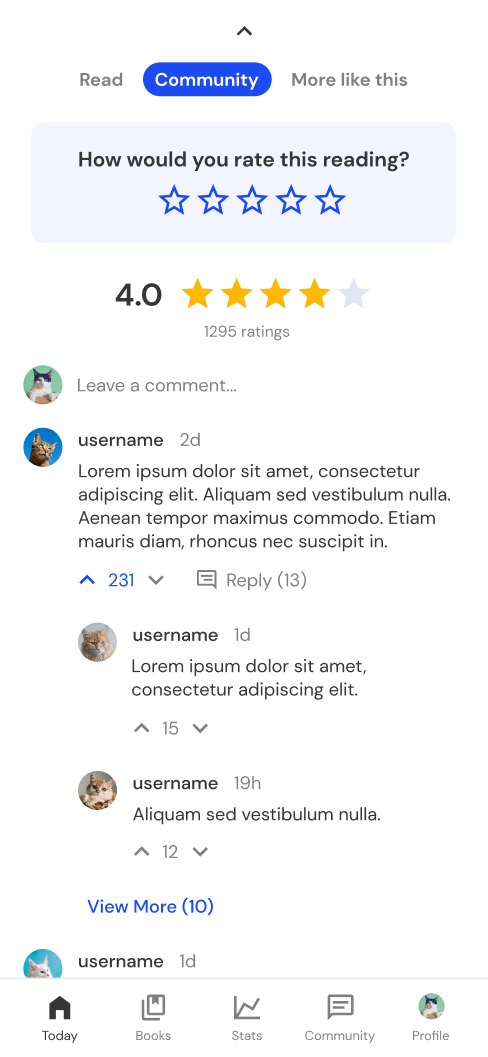 Read Community More like this
How would you rate this reading?
4.0
1295 ratings
Leave a comment...
username 2d
Lorem ipsum dolor sit amet, consectetur
adipiscing elit. Aliquam sed vestibulum nulla.
Aenean tempor maximus commodo. Etiam
mauris diam, rhoncus nec suscipit in.
231 Reply (13)
username 1d
Lorem ipsum dolor sit amet,
consectetur adipiscing elit.
15
username 19h
Aliquam sed vestibulum nulla.
12
View More (10)
username 1d
Today Books Stats Community Profile